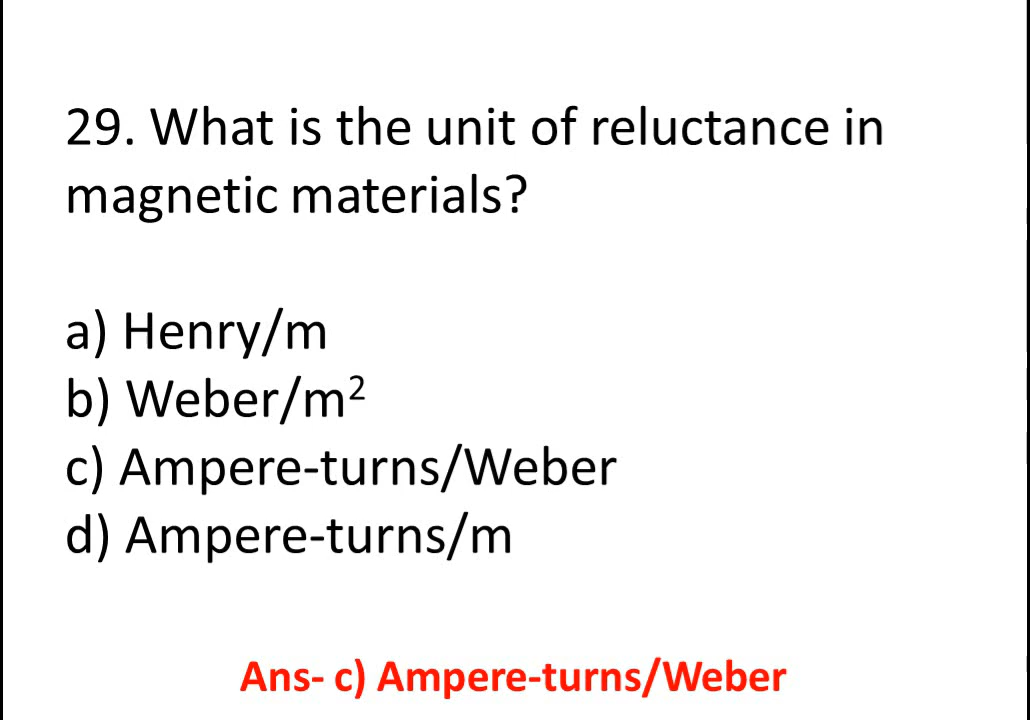 29. What is the unit of reluctance in
magnetic materials?
a) Henry/m
b) Weber/m²
c) Ampere-turns/Weber
d) Ampere-turns/m
Ans- c) Ampere-turns/Weber